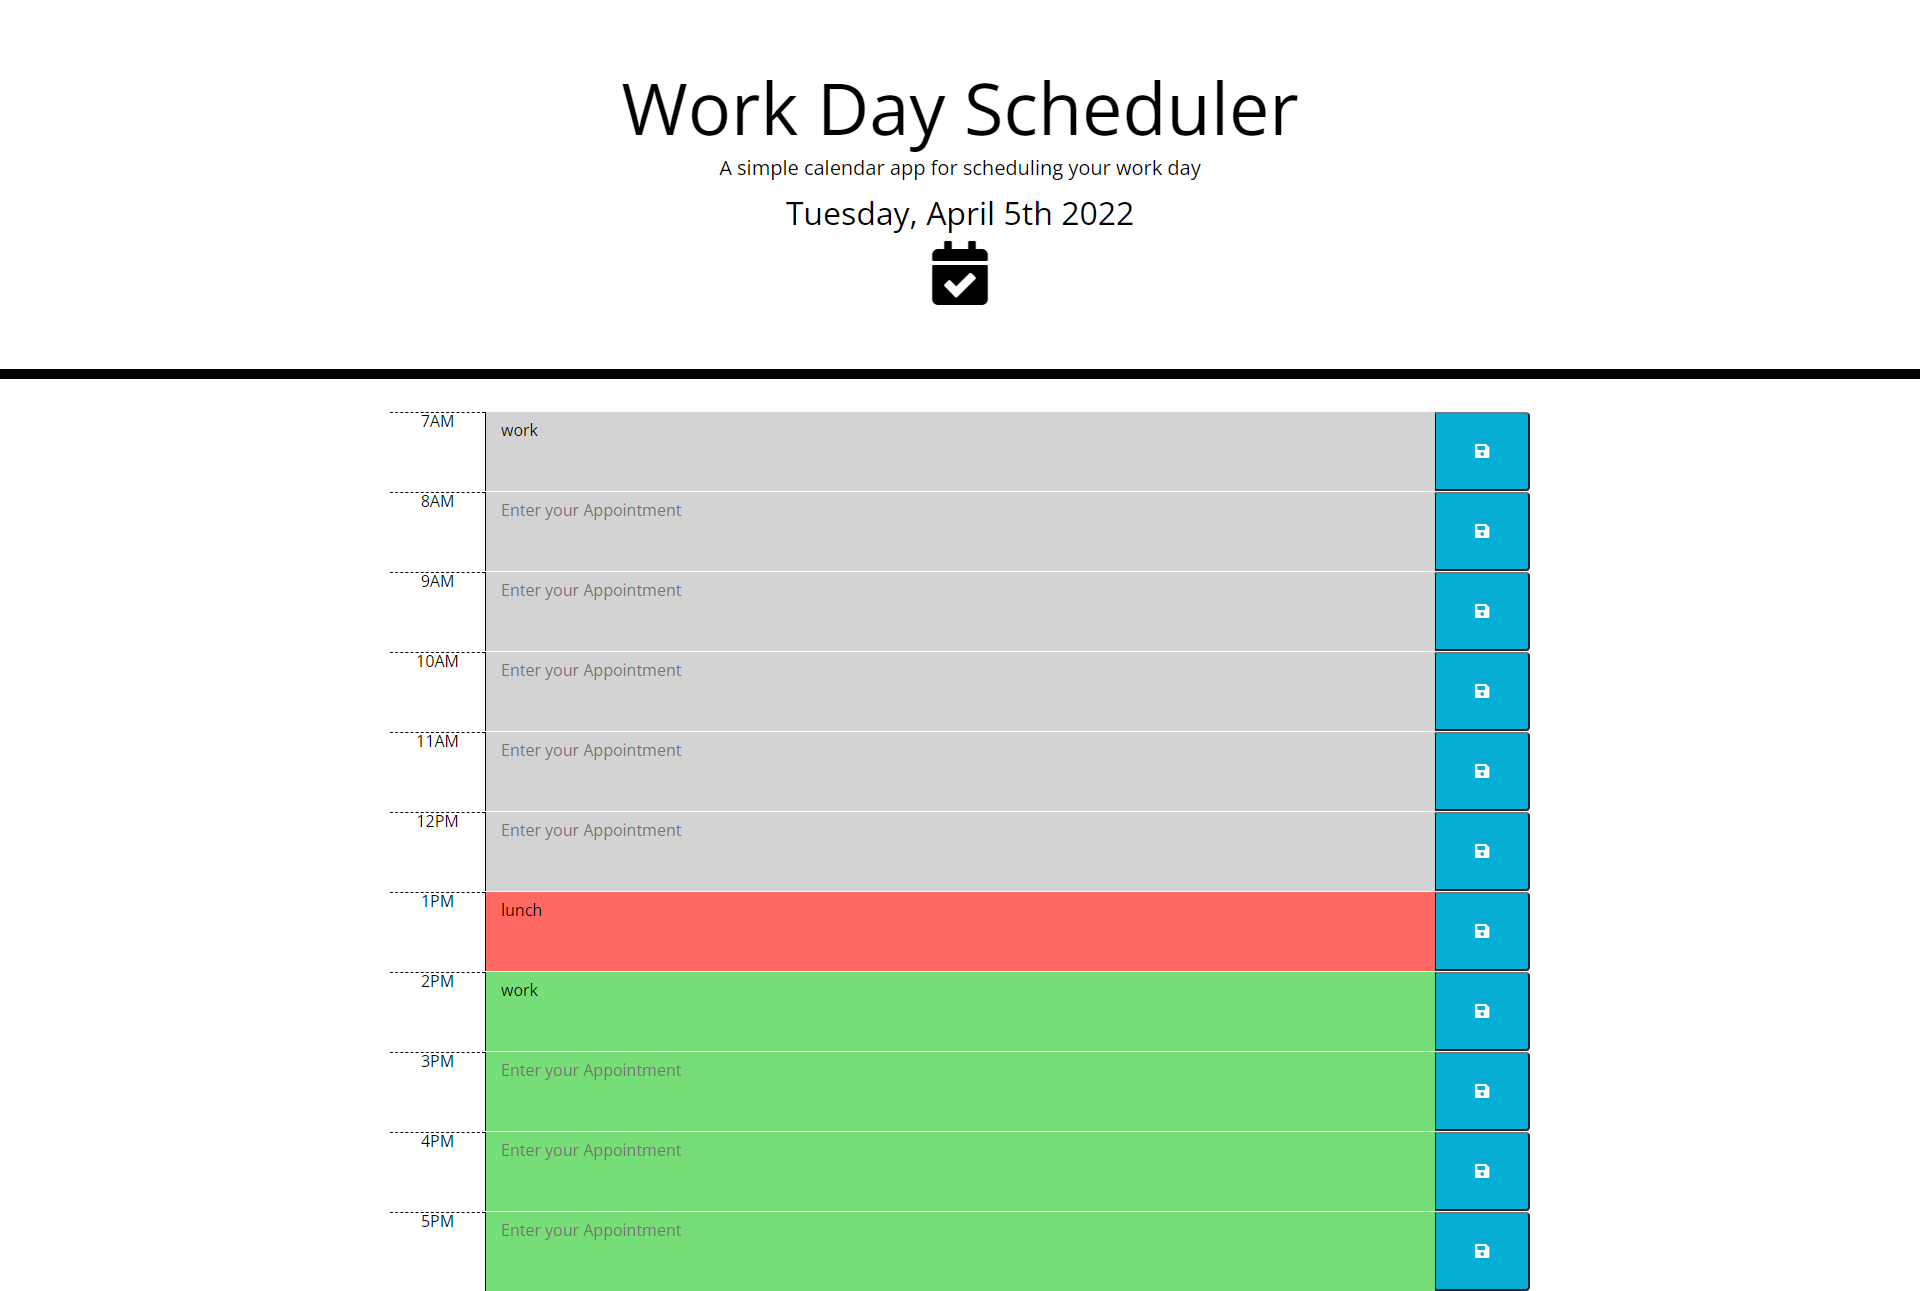 Work Day Scheduler
A simple calendar app for scheduling your work day
Tuesday, April 5th 2022
7AM work
8AM Enter your Appointment
9AM Enter your Appointment
10AM Enter your Appointment
11AM Enter your Appointment
12PM Enter your Appointment
1PM lunch
2PM work
3PM Enter your Appointment
4PM Enter your Appointment
5PM Enter your Appointment